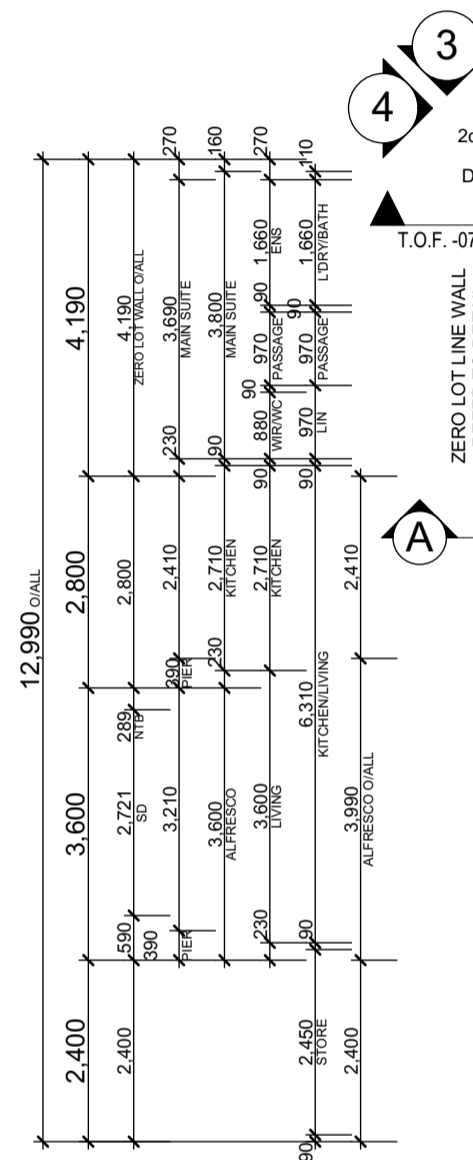 12,990 O/ALL
4,190
2,800
3,600
2,400
4,190
ZERO LOT WALL O/ALL
2,800
289
NTB
2,721
SD
590
2,400
270
3,690
MAIN SUITE
230
2,410
390
PIER
3,210
390
PIER
160
3,800
MAIN SUITE
90
2,710
KITCHEN
230
3,600
ALFRESCO
270
1,660
ENS
90
970
PASSAGE
90
880
WIR/WC
90
2,710
KITCHEN
3,600
LIVING
230
110
1,660
L'DRY/BATH
90
970
PASSAGE
970
LIN
90
6,310
KITCHEN/LIVING
90
2,450
STORE
90
2,410
3,990
ALFRESCO O/ALL
2,400
3
4
T.O.F. -07
ZERO LOT LINE WALL
A